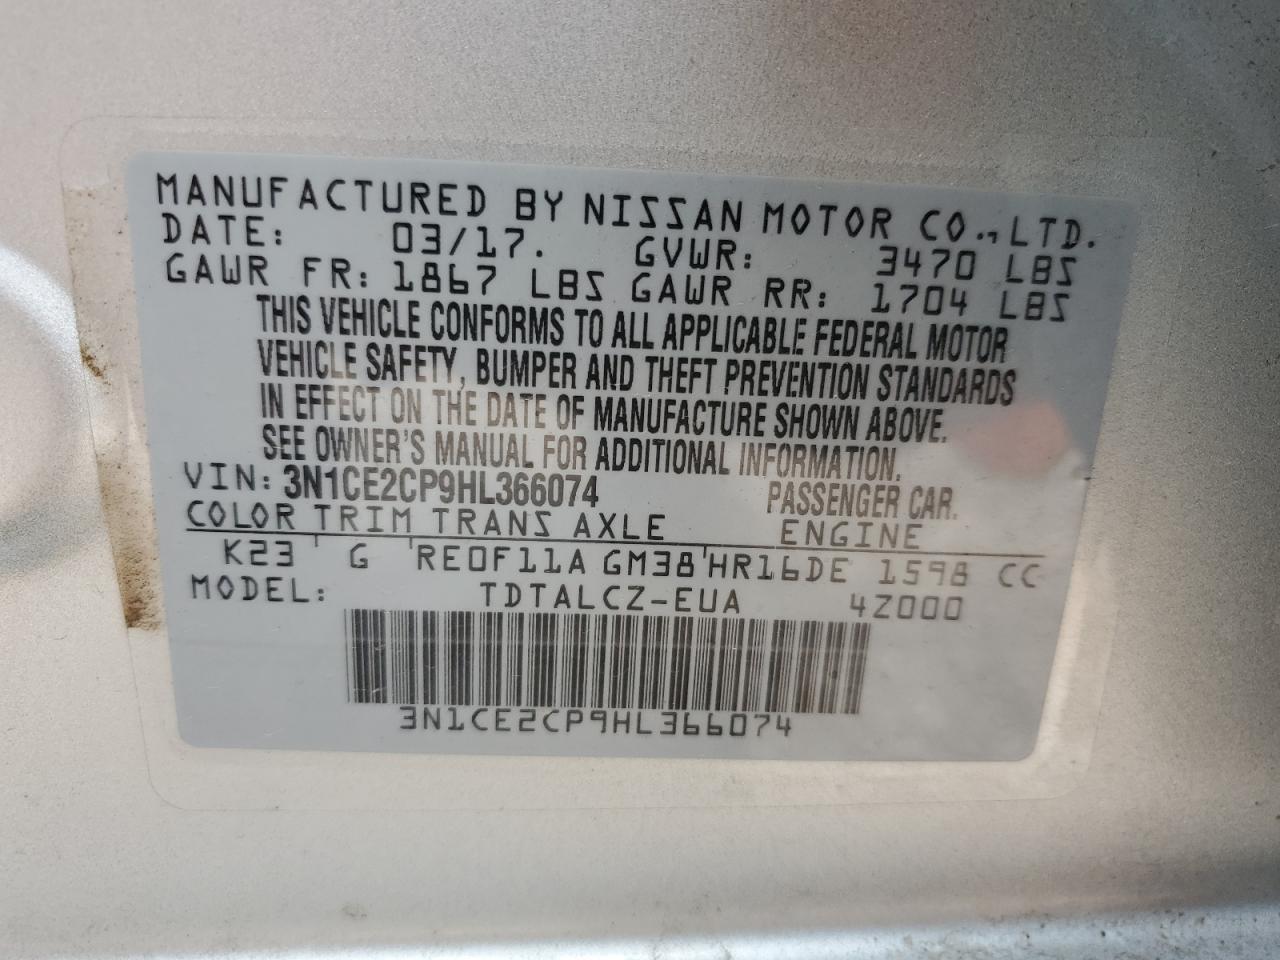 MANUFACTURED BY NISSAN MOTOR CO., LTD.
DATE: 03/17. GVWR: 3470 LBS
GAWR FR: 1867 LBS GAWR RR: 1704 LBS
THIS VEHICLE CONFORMS TO ALL APPLICABLE FEDERAL MOTOR
VEHICLE SAFETY, BUMPER AND THEFT PREVENTION STANDARDS
IN EFFECT ON THE DATE OF MANUFACTURE SHOWN ABOVE.
SEE OWNER'S MANUAL FOR ADDITIONAL INFORMATION.
VIN: 3N1CE2CP9HL366074 PASSENGER CAR.
COLOR TRIM TRANS AXLE ENGINE
K23 G RE0F11A GM38 HR16DE 1598 CC
MODEL: TDTALCZ-EUA 4Z000
3N1CE2CP9HL366074